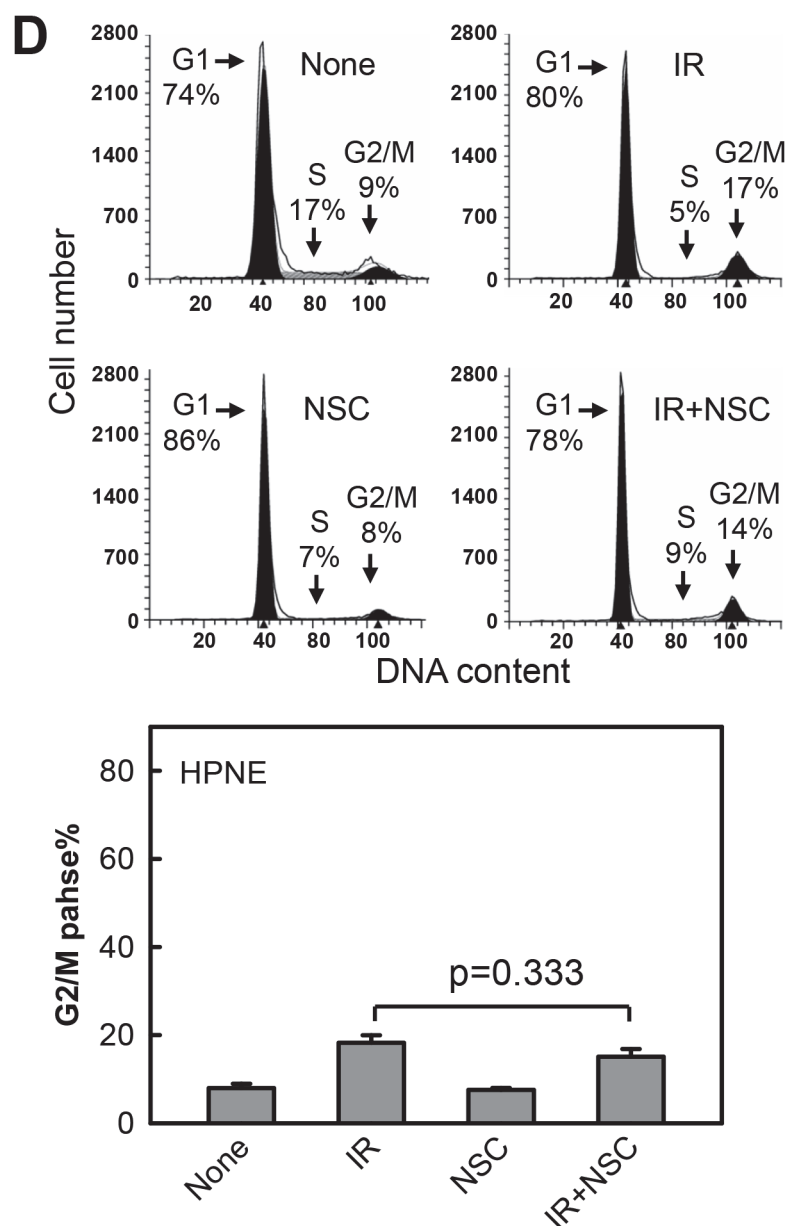 D
2800
2100
1400
700
0
G1
74%
None
S
17%
G2/M
9%
20 40 80 100
2800
2100
1400
700
0
G1
80%
IR
S
5%
G2/M
17%
20 40 80 100
Cell number
2800
2100
1400
700
0
G1
86%
NSC
S
7%
G2/M
8%
20 40 80 100
2800
2100
1400
700
0
G1
78%
IR+NSC
S
9%
G2/M
14%
20 40 80 100
DNA content
G2/M pahse%
80
60
40
20
0
HPNE
p=0.333
None
IR
NSC
IR+NSC